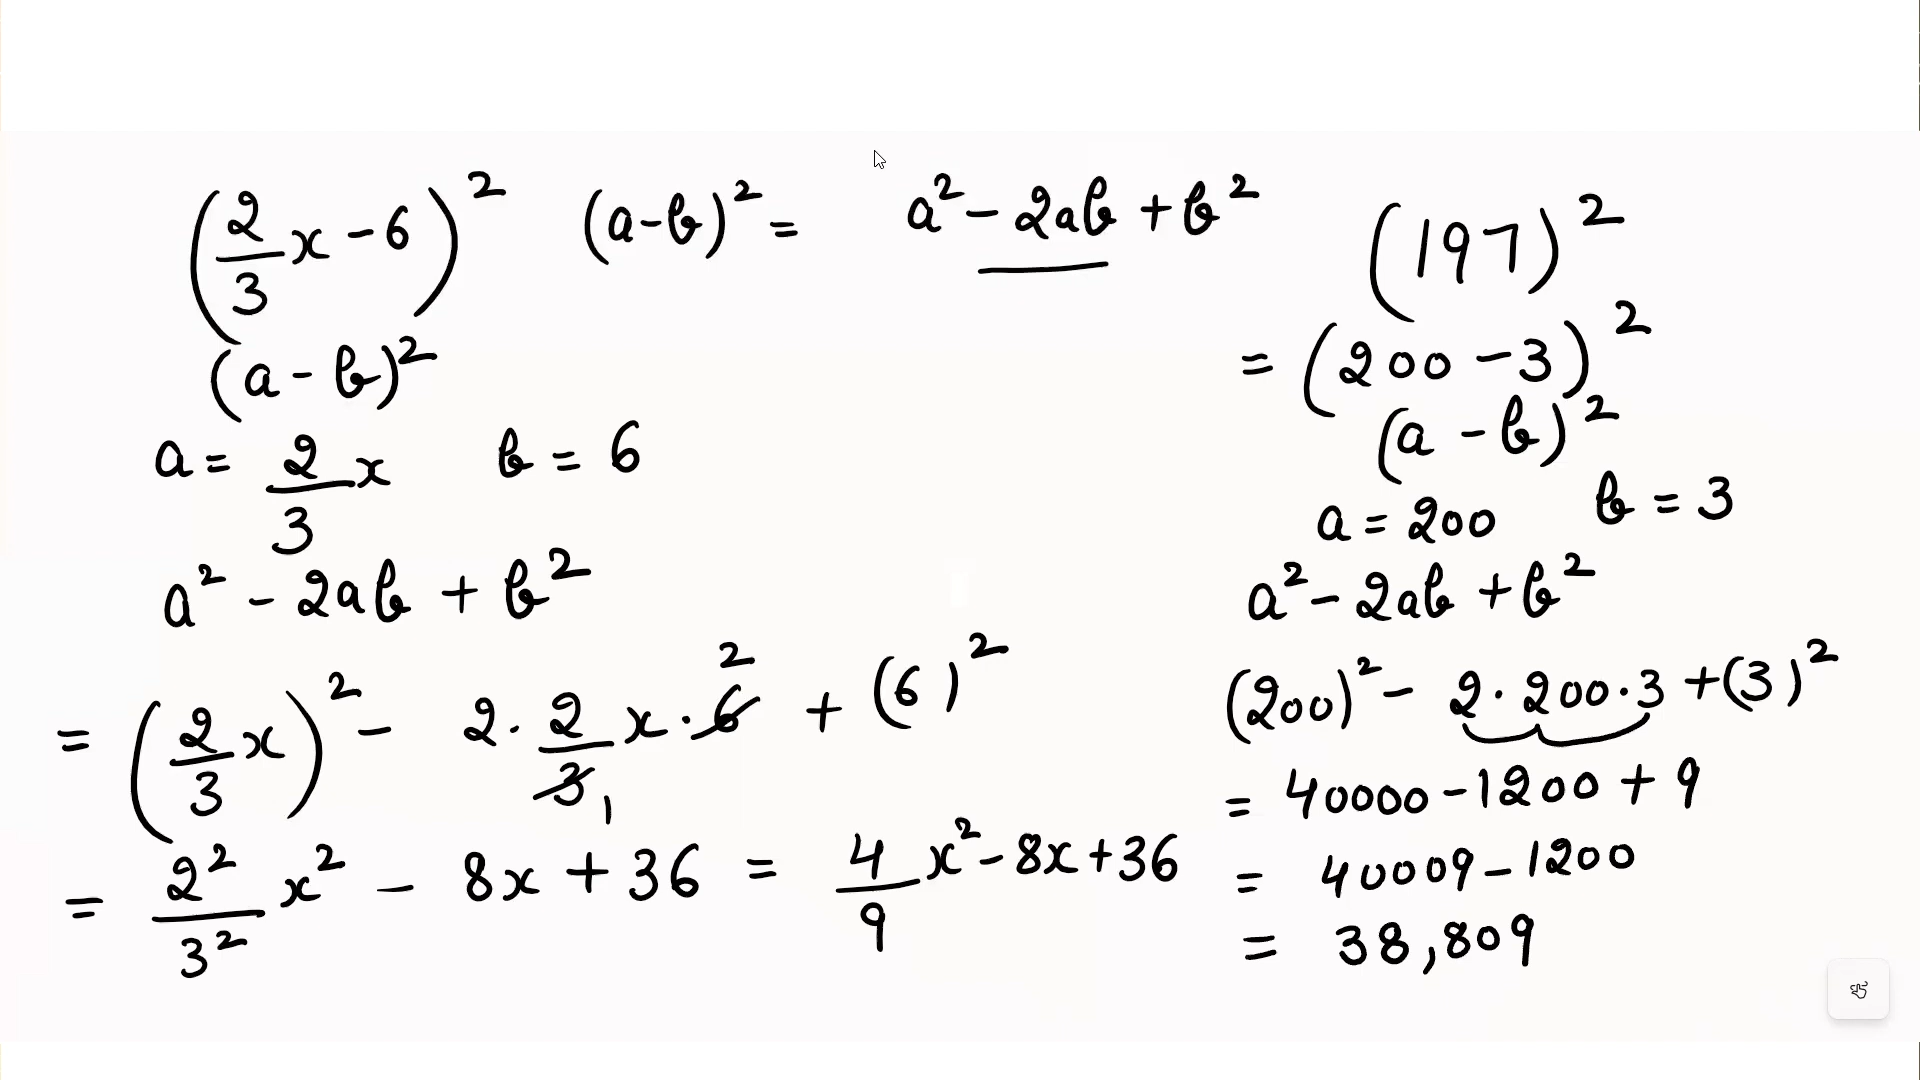 (2/3 x - 6)² (a-b)² = a² - 2ab + b²
(a - b)²
a = 2/3 x b = 6
a² - 2ab + b²
= (2/3 x)² - 2 · 2/3 x · 6 + (6)²
2
1
= 2²/3² x² - 8x + 36 = 4/9 x² - 8x + 36
(197)²
= (200 - 3)²
(a - b)²
a = 200 b = 3
a² - 2ab + b²
(200)² - 2 · 200 · 3 + (3)²
= 40000 - 1200 + 9
= 40009 - 1200
= 38,809